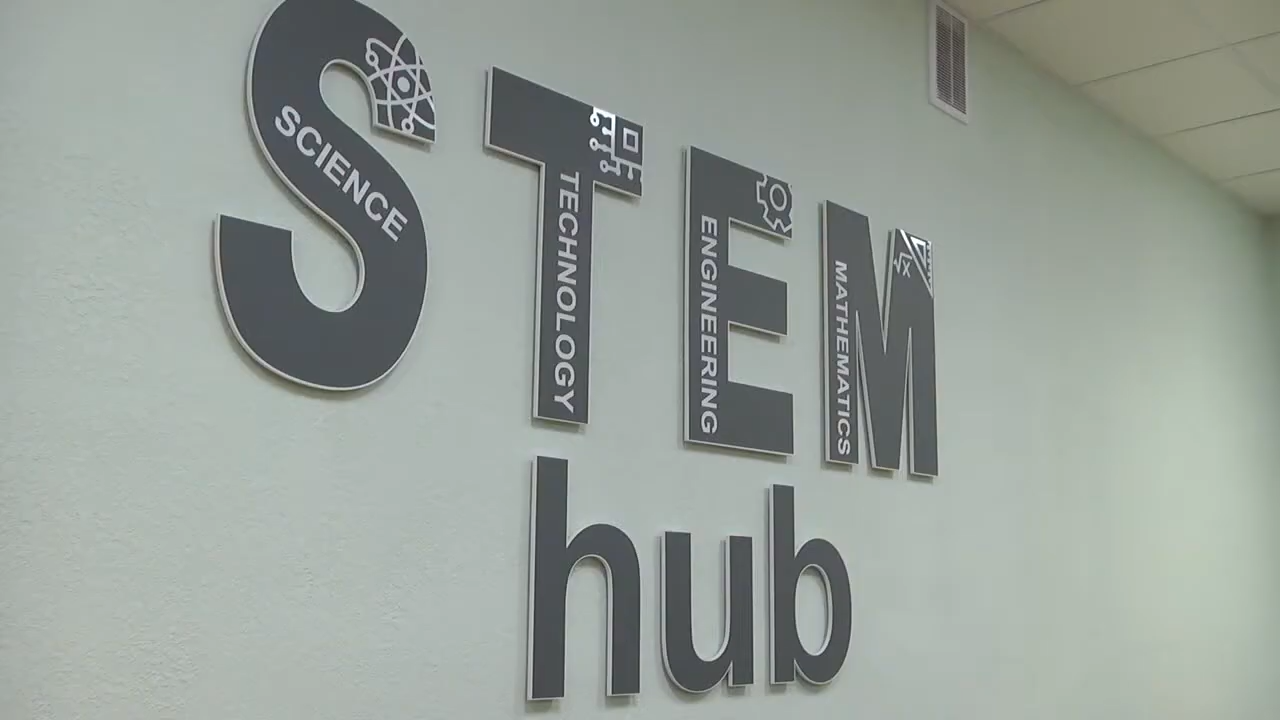 STEM
SCIENCE
TECHNOLOGY
ENGINEERING
MATHEMATICS
√x
hub